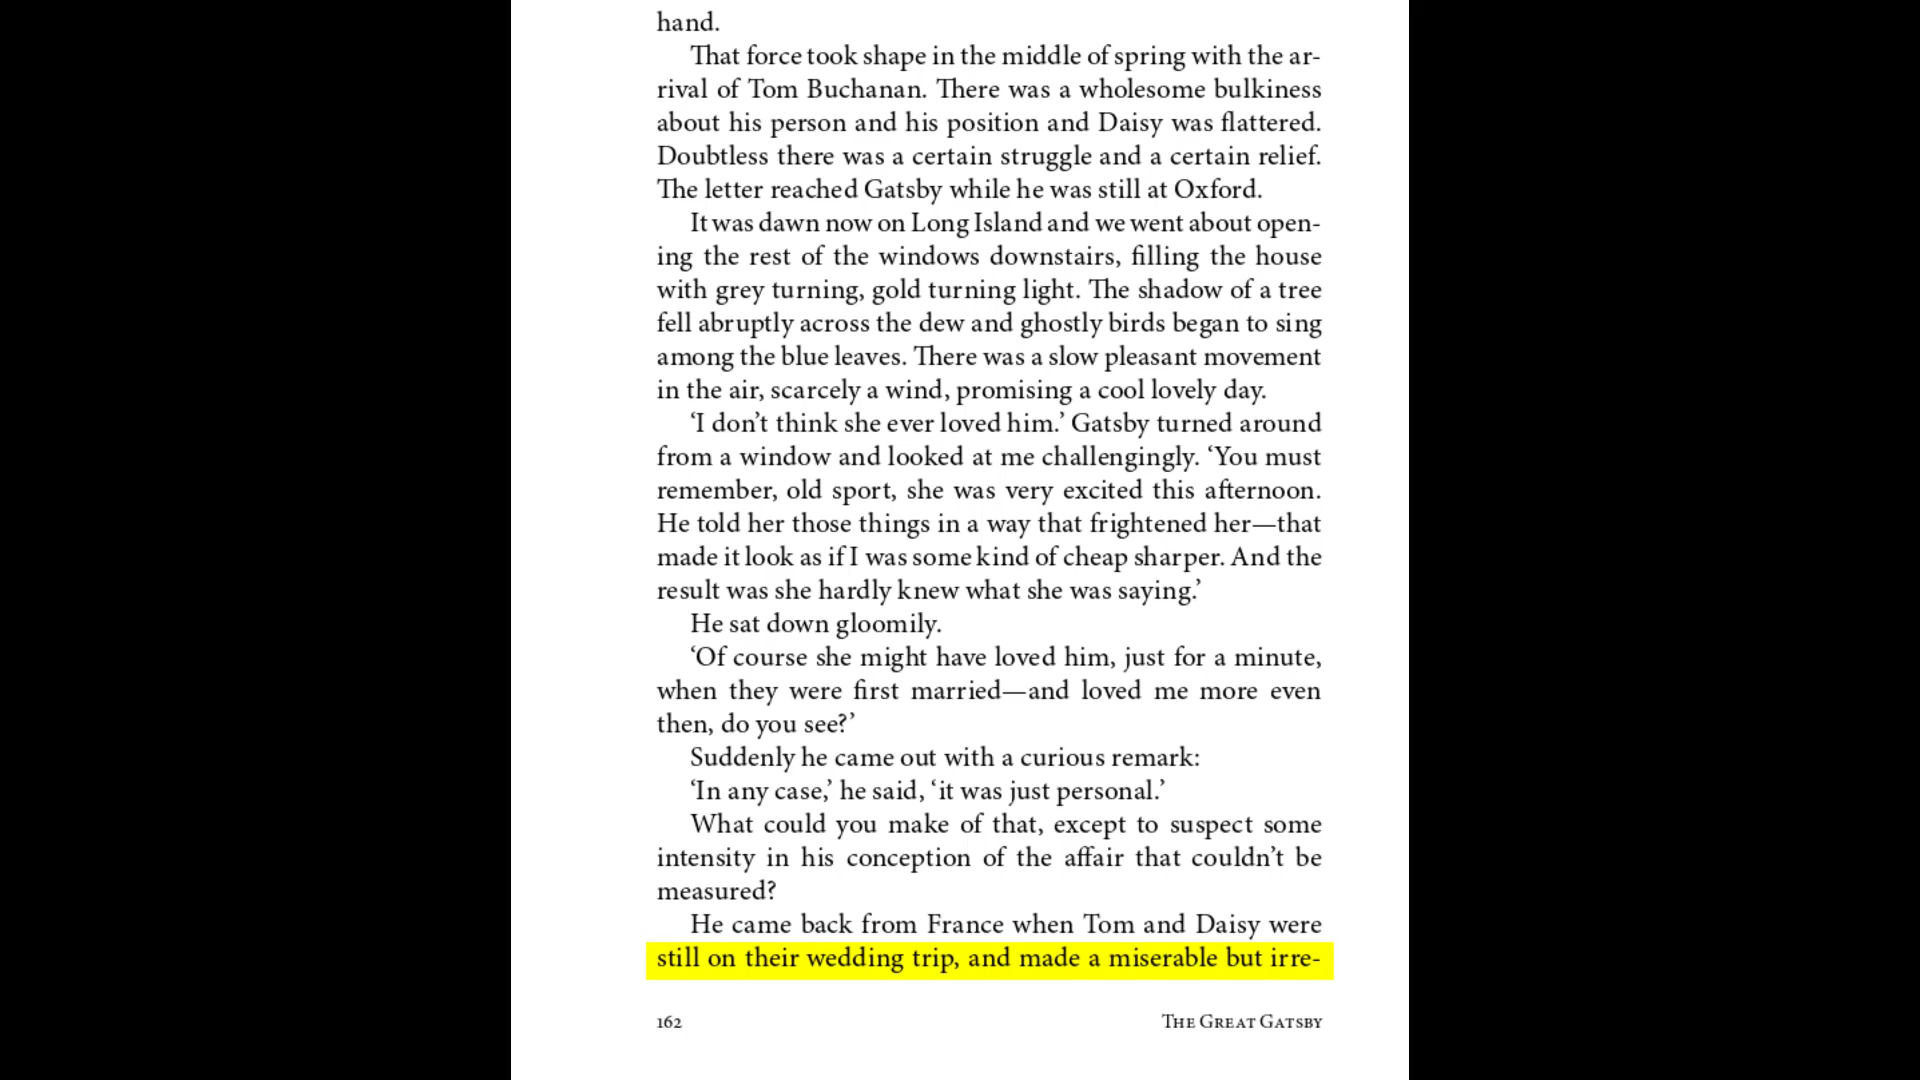 hand.
That force took shape in the middle of spring with the ar-
rival of Tom Buchanan. There was a wholesome bulkiness
about his person and his position and Daisy was flattered.
Doubtless there was a certain struggle and a certain relief.
The letter reached Gatsby while he was still at Oxford.
It was dawn now on Long Island and we went about open-
ing the rest of the windows downstairs, filling the house
with grey turning, gold turning light. The shadow of a tree
fell abruptly across the dew and ghostly birds began to sing
among the blue leaves. There was a slow pleasant movement
in the air, scarcely a wind, promising a cool lovely day.
‘I don’t think she ever loved him.’ Gatsby turned around
from a window and looked at me challengingly. ‘You must
remember, old sport, she was very excited this afternoon.
He told her those things in a way that frightened her—that
made it look as if I was some kind of cheap sharper. And the
result was she hardly knew what she was saying.’
He sat down gloomily.
‘Of course she might have loved him, just for a minute,
when they were first married—and loved me more even
then, do you see?’
Suddenly he came out with a curious remark:
‘In any case,’ he said, ‘it was just personal.’
What could you make of that, except to suspect some
intensity in his conception of the affair that couldn’t be
measured?
He came back from France when Tom and Daisy were
still on their wedding trip, and made a miserable but irre-
162 The Great Gatsby